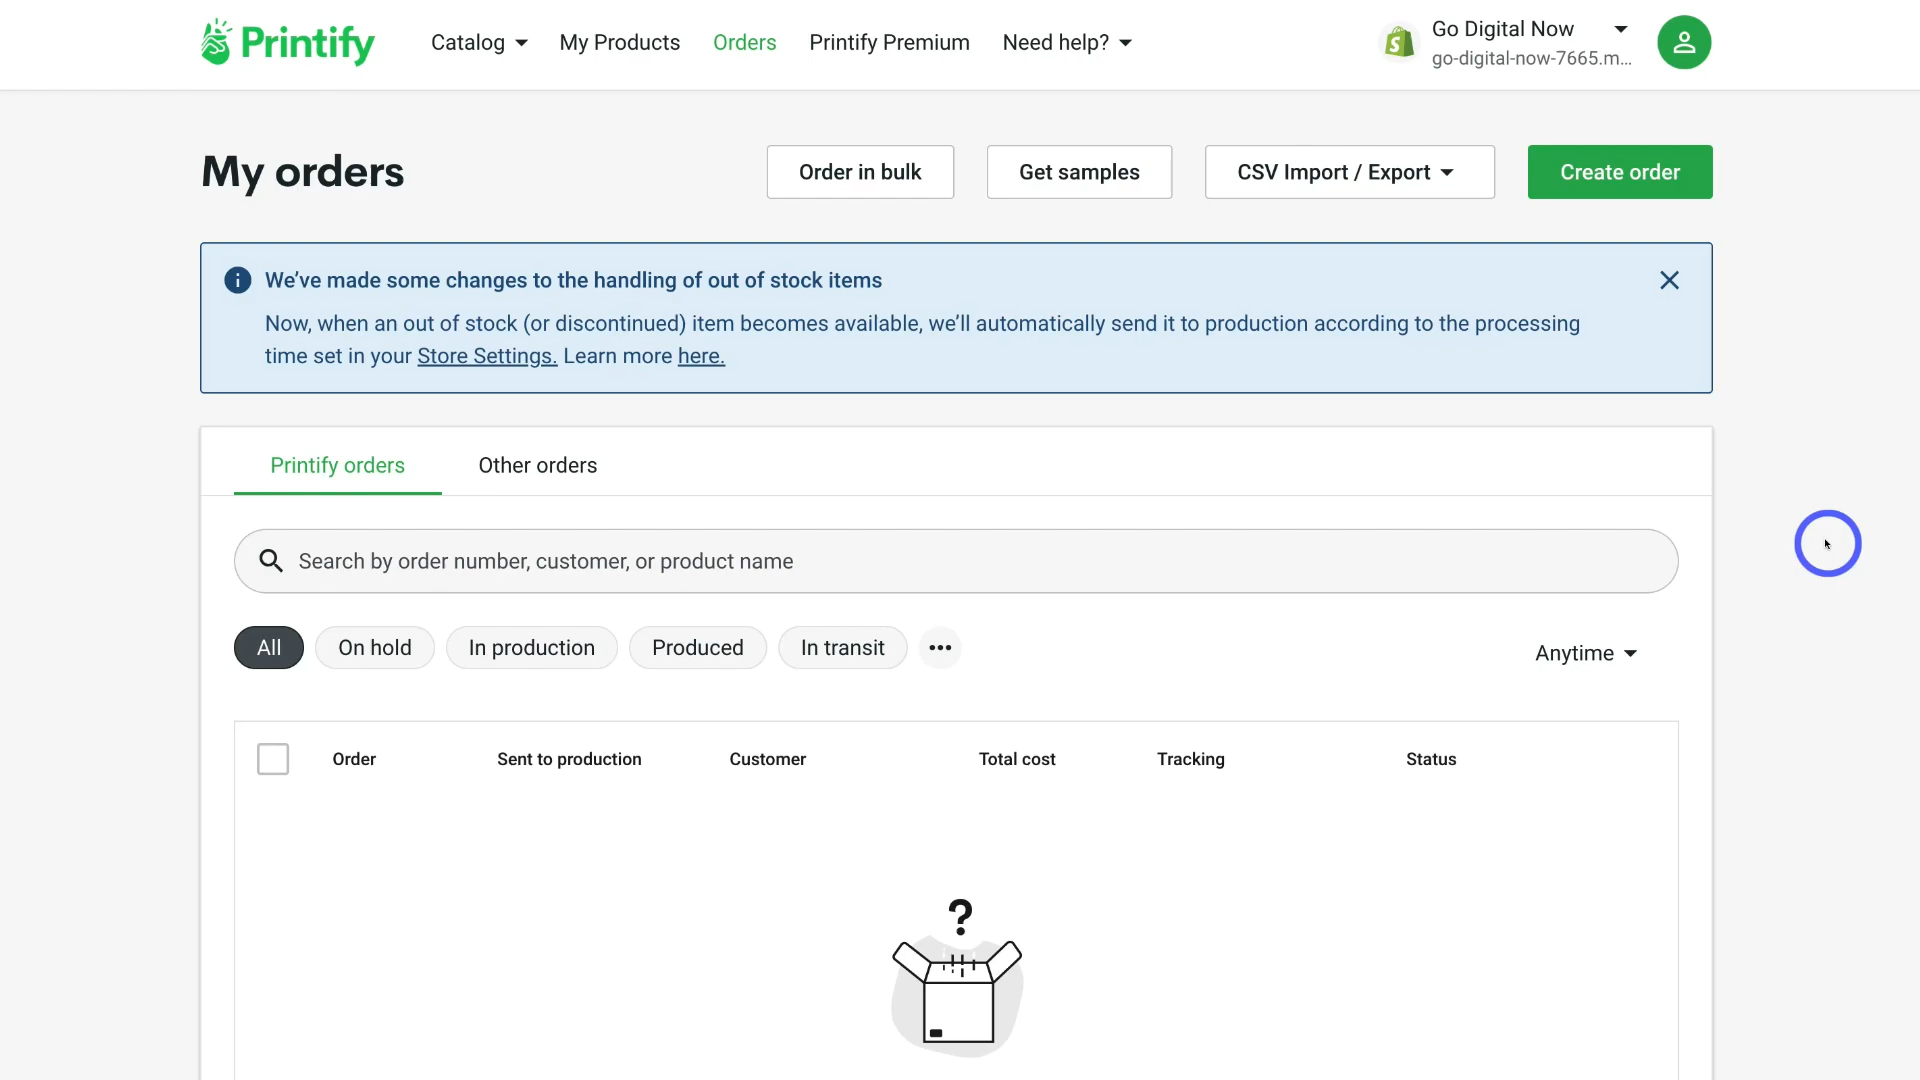 Printify
Catalog
My Products
Orders
Printify Premium
Need help?
Go Digital Now
go-digital-now-7665.m...
My orders
Order in bulk
Get samples
CSV Import / Export
Create order
We’ve made some changes to the handling of out of stock items
Now, when an out of stock (or discontinued) item becomes available, we’ll automatically send it to production according to the processing
time set in your Store Settings. Learn more here.
Printify orders
Other orders
Search by order number, customer, or product name
All
On hold
In production
Produced
In transit
Anytime
Order
Sent to production
Customer
Total cost
Tracking
Status
?